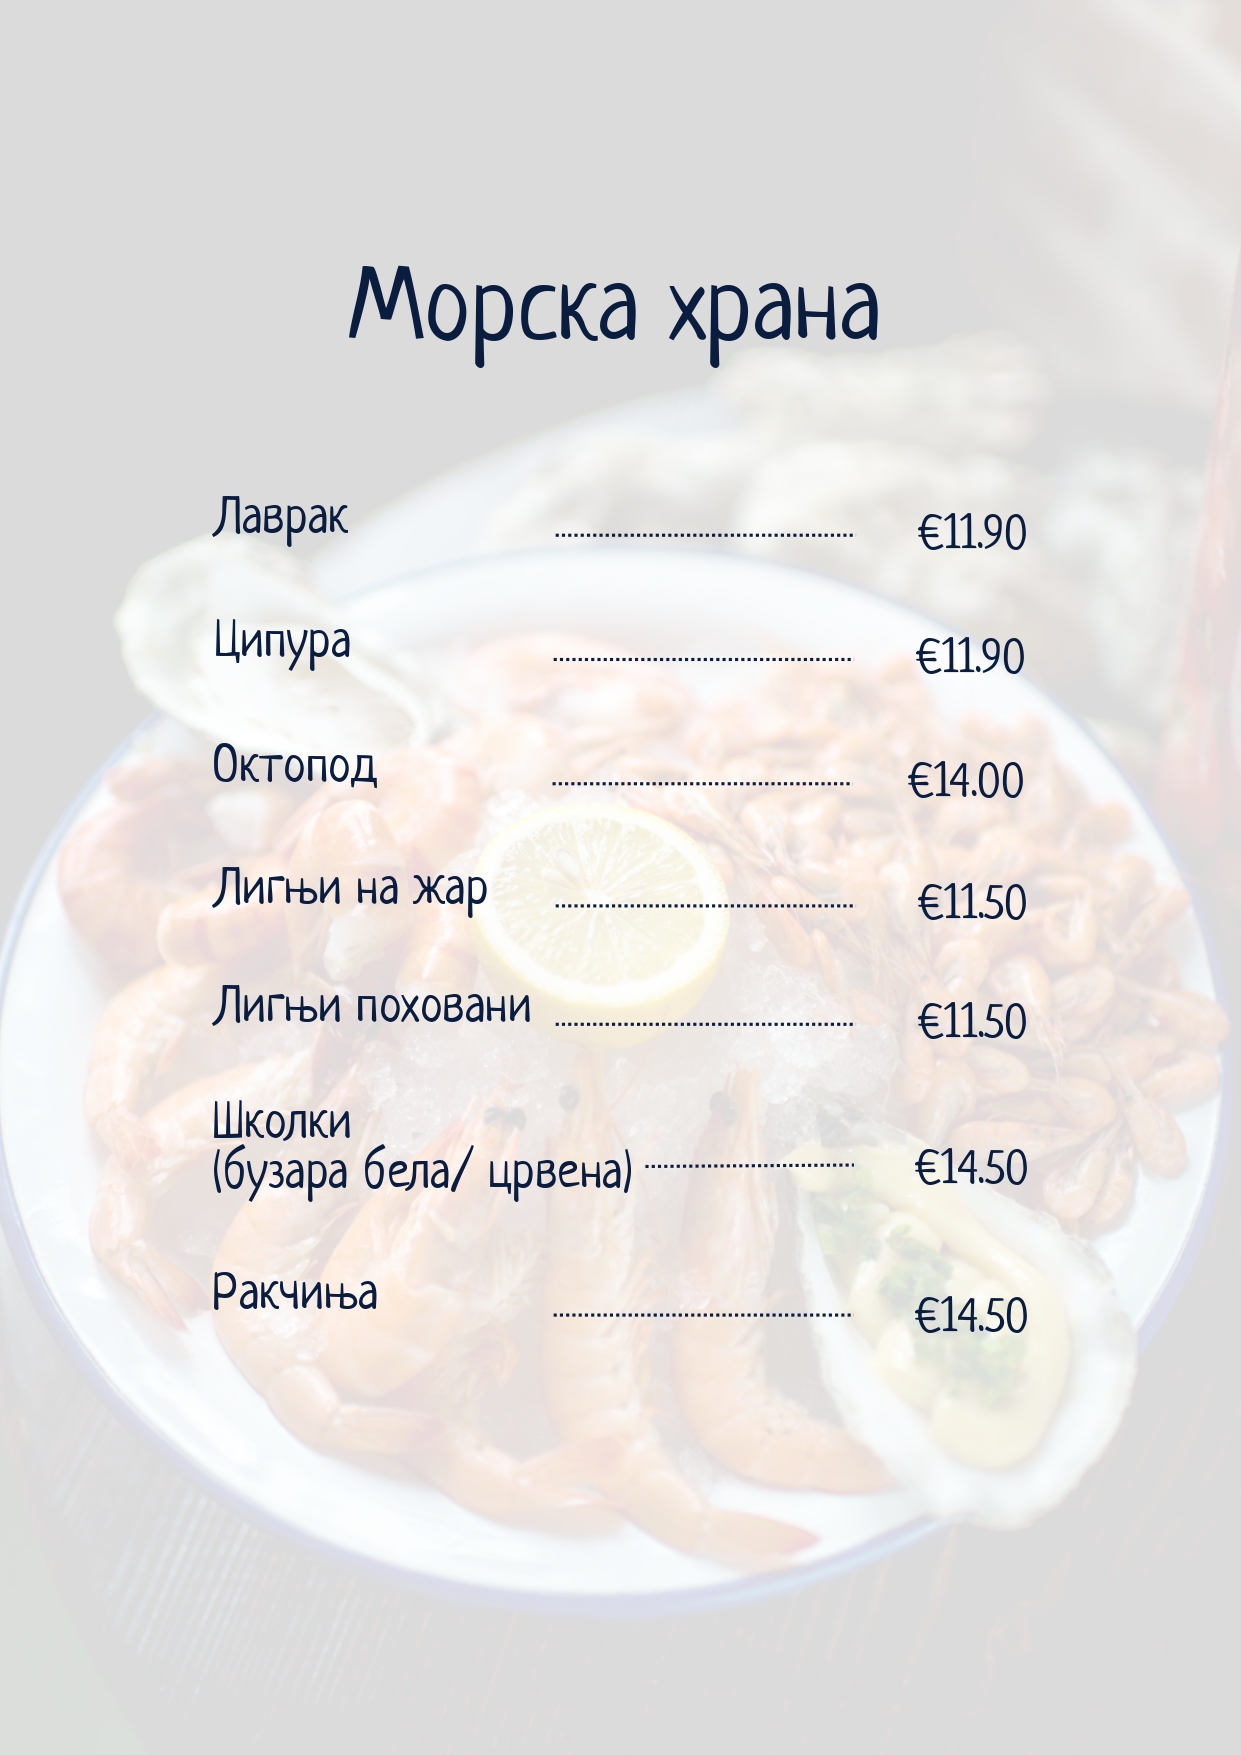 Морска храна
Лаврак ........................ €11.90
Ципура ........................ €11.90
Октопод ........................ €14.00
Лигњи на жар ........................ €11.50
Лигњи поховани ........................ €11.50
Школки
(бузара бела/ црвена) ................ €14.50
Ракчиња ........................ €14.50